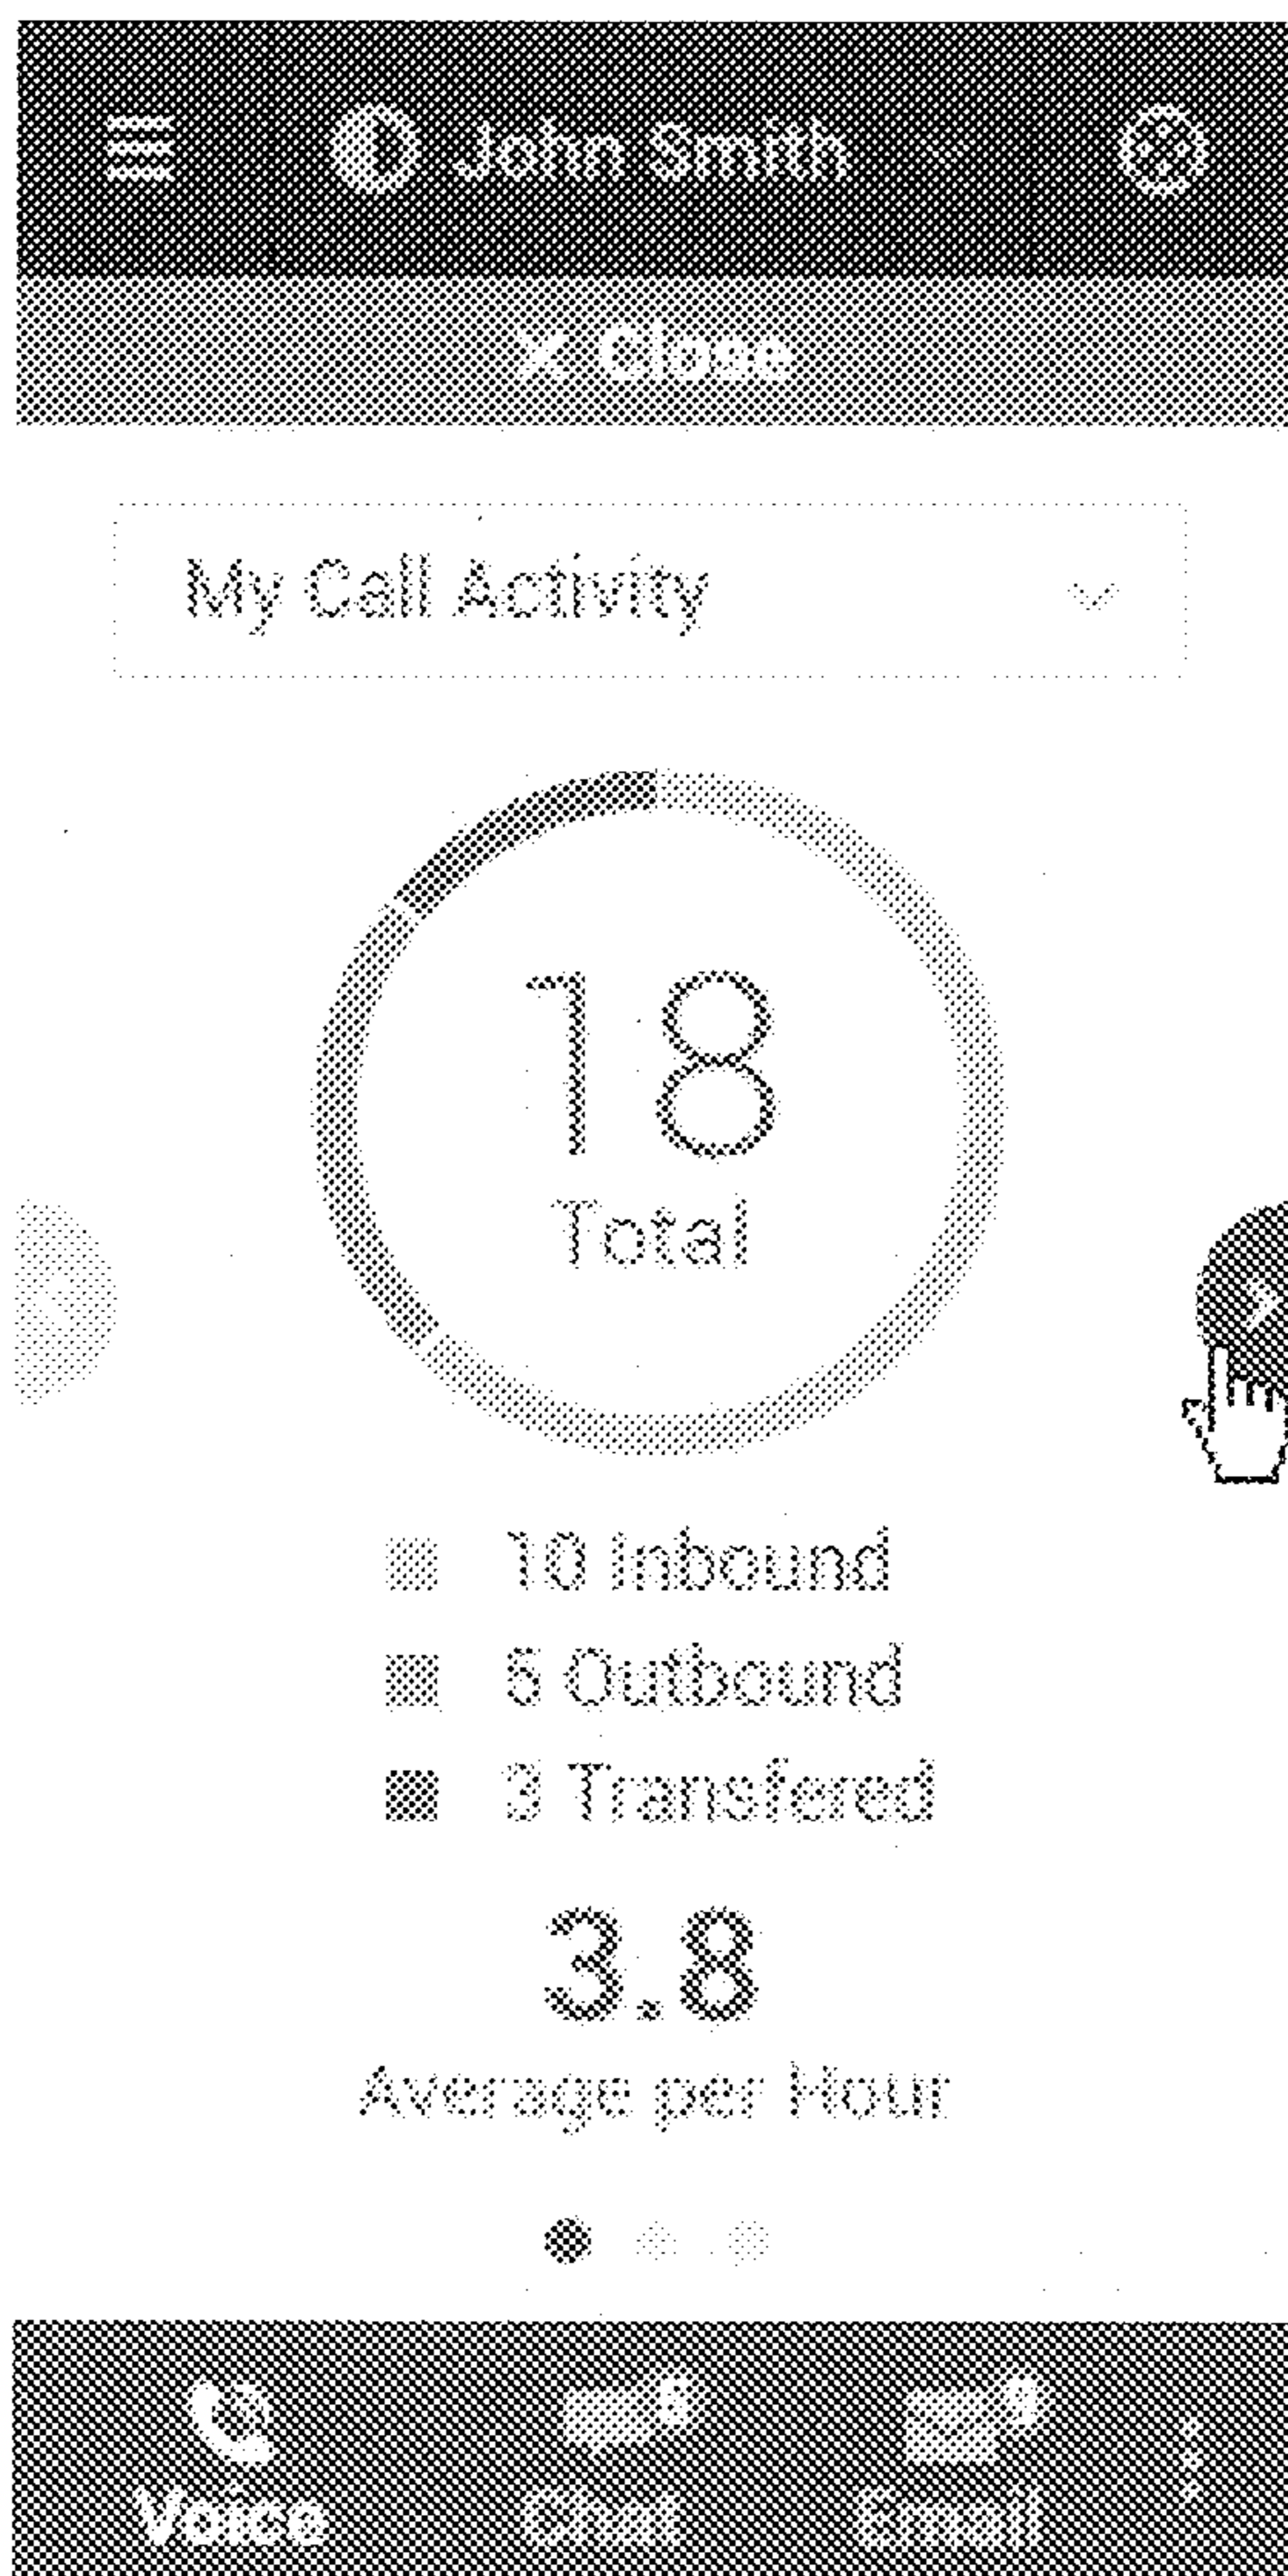 John Smith
× Close
My Call Activity
18
Total
10 Inbound
5 Outbound
3 Transfered
3.8
Average per Hour
Voice Chat Email